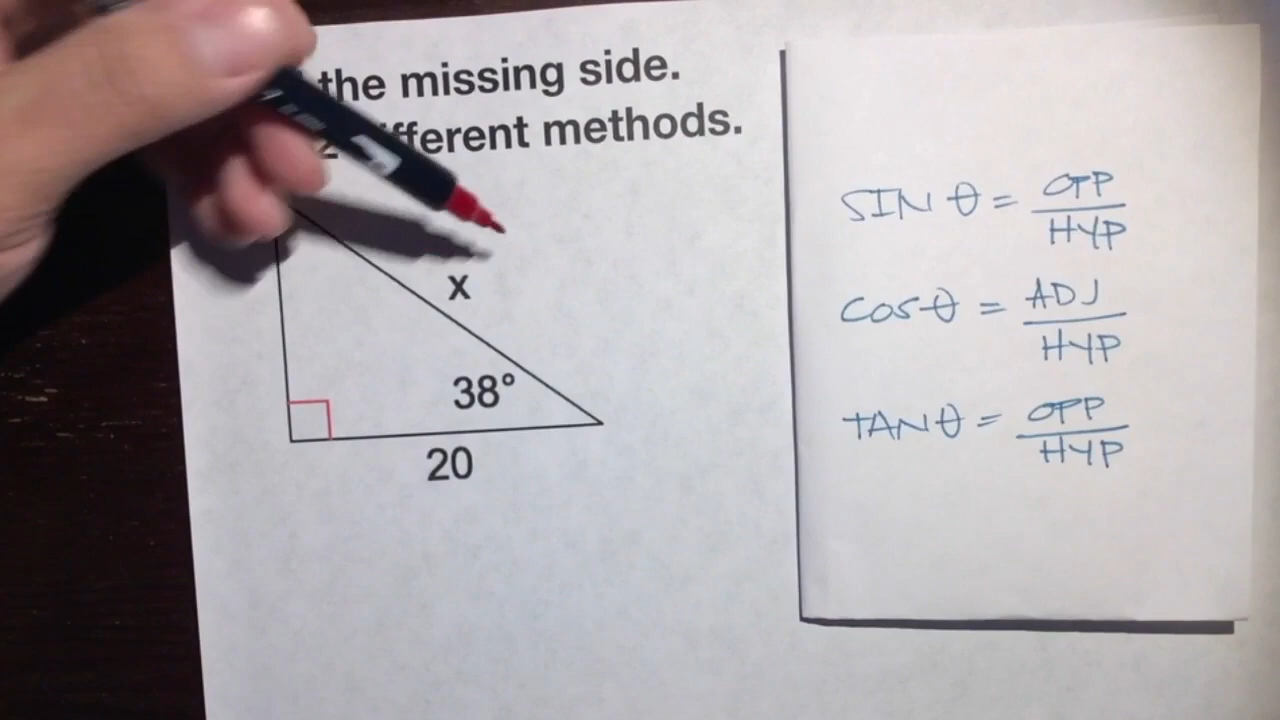 the missing side.
fferent methods.
x
38°
20
SIN θ = OPP
HYP
COS θ = ADJ
HYP
TAN θ = OPP
HYP